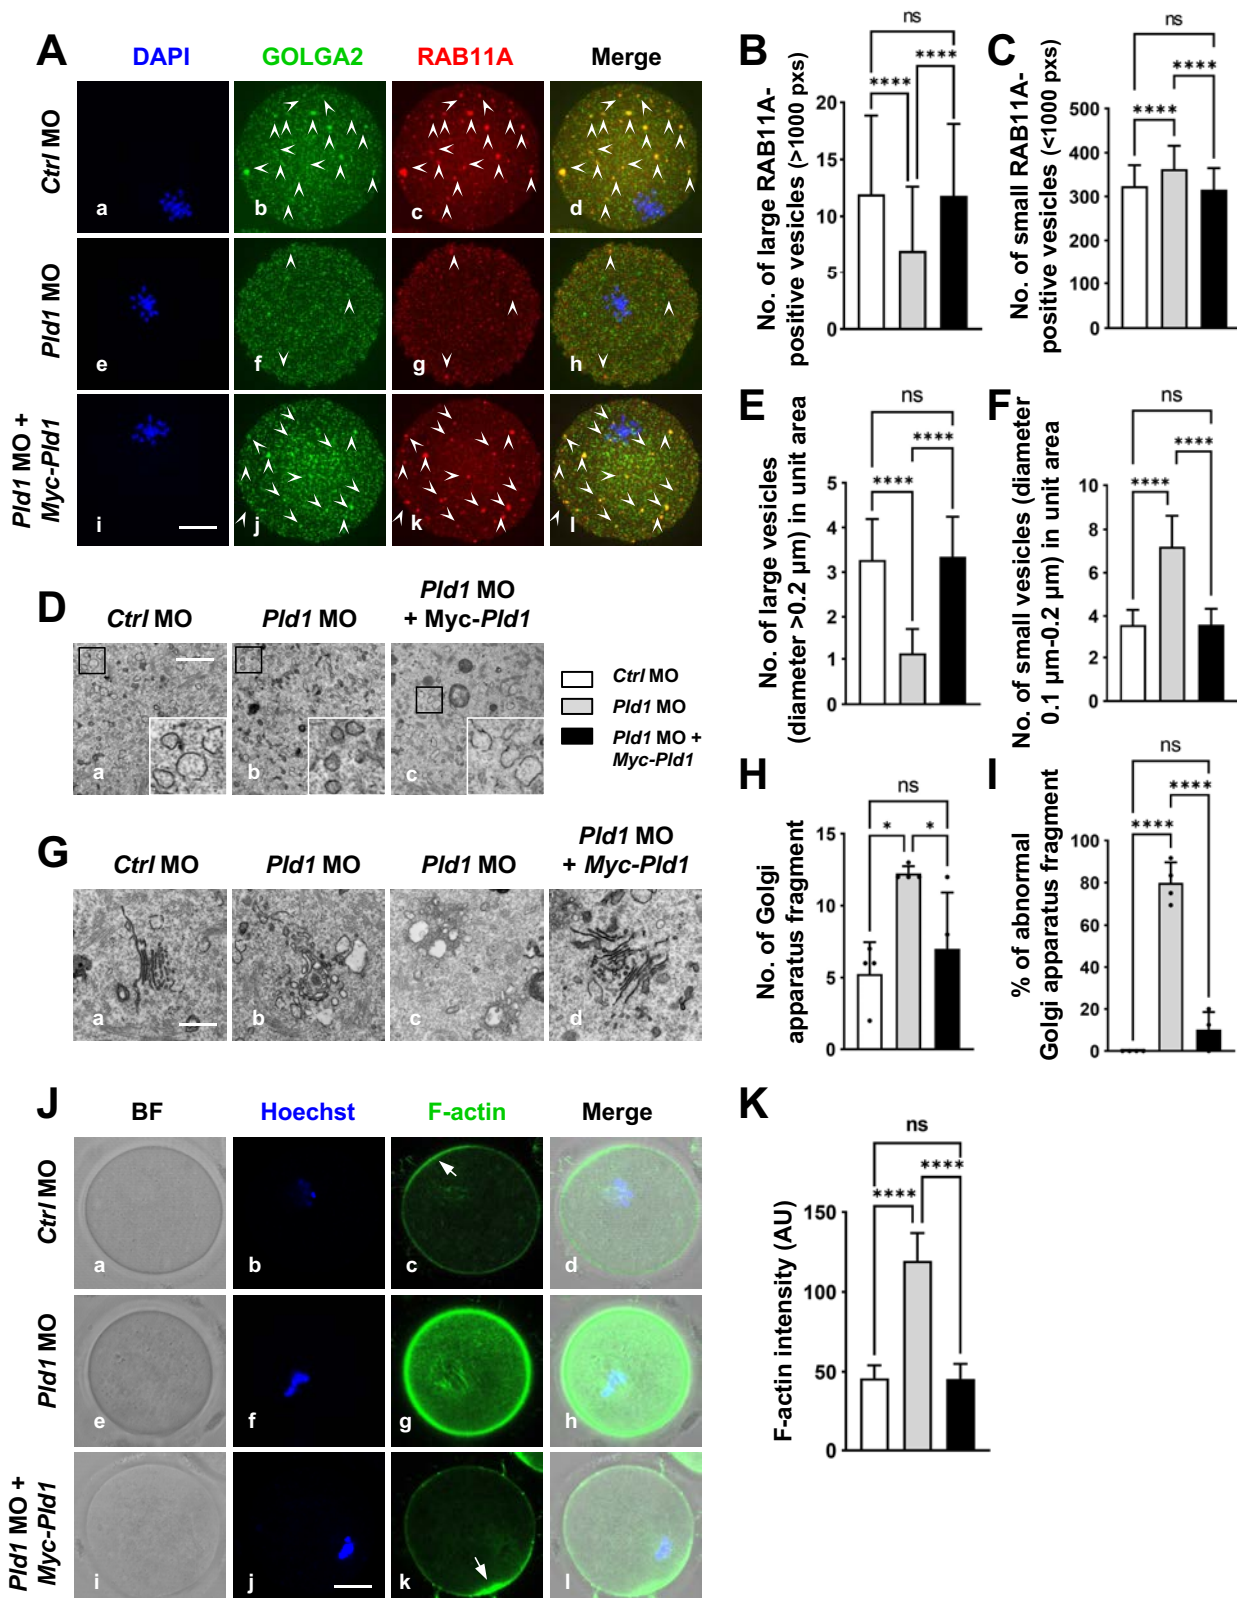 A
DAPI
GOLGA2
RAB11A
Merge
Ctrl MO
Pld1 MO
Pld1 MO +
Myc-Pld1
a
b
c
d
e
f
g
h
i
j
k
l
B
No. of large RAB11A-
positive vesicles (>1000 pxs)
ns
****
****
20
15
10
5
0
C
No. of small RAB11A-
positive vesicles (<1000 pxs)
ns
****
****
500
400
300
200
100
0
D
Ctrl MO
Pld1 MO
Pld1 MO
+ Myc-Pld1
a
b
c
Ctrl MO
Pld1 MO
Pld1 MO +
Myc-Pld1
E
No. of large vesicles
(diameter >0.2 μm) in unit area
ns
****
****
5
4
3
2
1
0
F
No. of small vesicles (diameter
0.1 μm-0.2 μm) in unit area
ns
****
****
10
8
6
4
2
0
G
Ctrl MO
Pld1 MO
Pld1 MO
Pld1 MO
+ Myc-Pld1
a
b
c
d
H
No. of Golgi
apparatus fragment
ns
*
*
15
10
5
0
I
% of abnormal
Golgi apparatus fragment
ns
****
****
100
80
60
40
20
0
J
BF
Hoechst
F-actin
Merge
Ctrl MO
Pld1 MO
Pld1 MO +
Myc-Pld1
a
b
c
d
e
f
g
h
i
j
k
l
K
F-actin intensity (AU)
ns
****
****
150
100
50
0